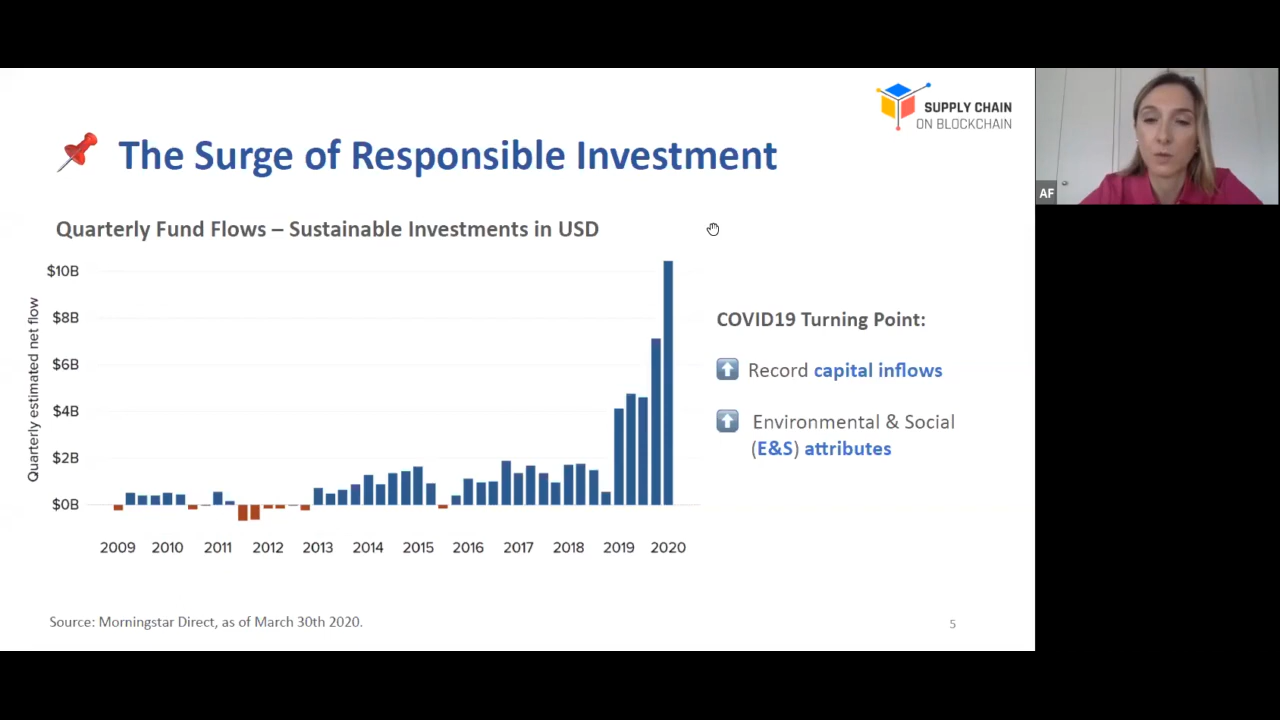 SUPPLY CHAIN
ON BLOCKCHAIN
The Surge of Responsible Investment
AF
Quarterly Fund Flows – Sustainable Investments in USD
Quarterly estimated net flow
$10B
$8B
$6B
$4B
$2B
$0B
2009 2010 2011 2012 2013 2014 2015 2016 2017 2018 2019 2020
COVID19 Turning Point:
Record capital inflows
Environmental & Social
(E&S) attributes
Source: Morningstar Direct, as of March 30th 2020.
5